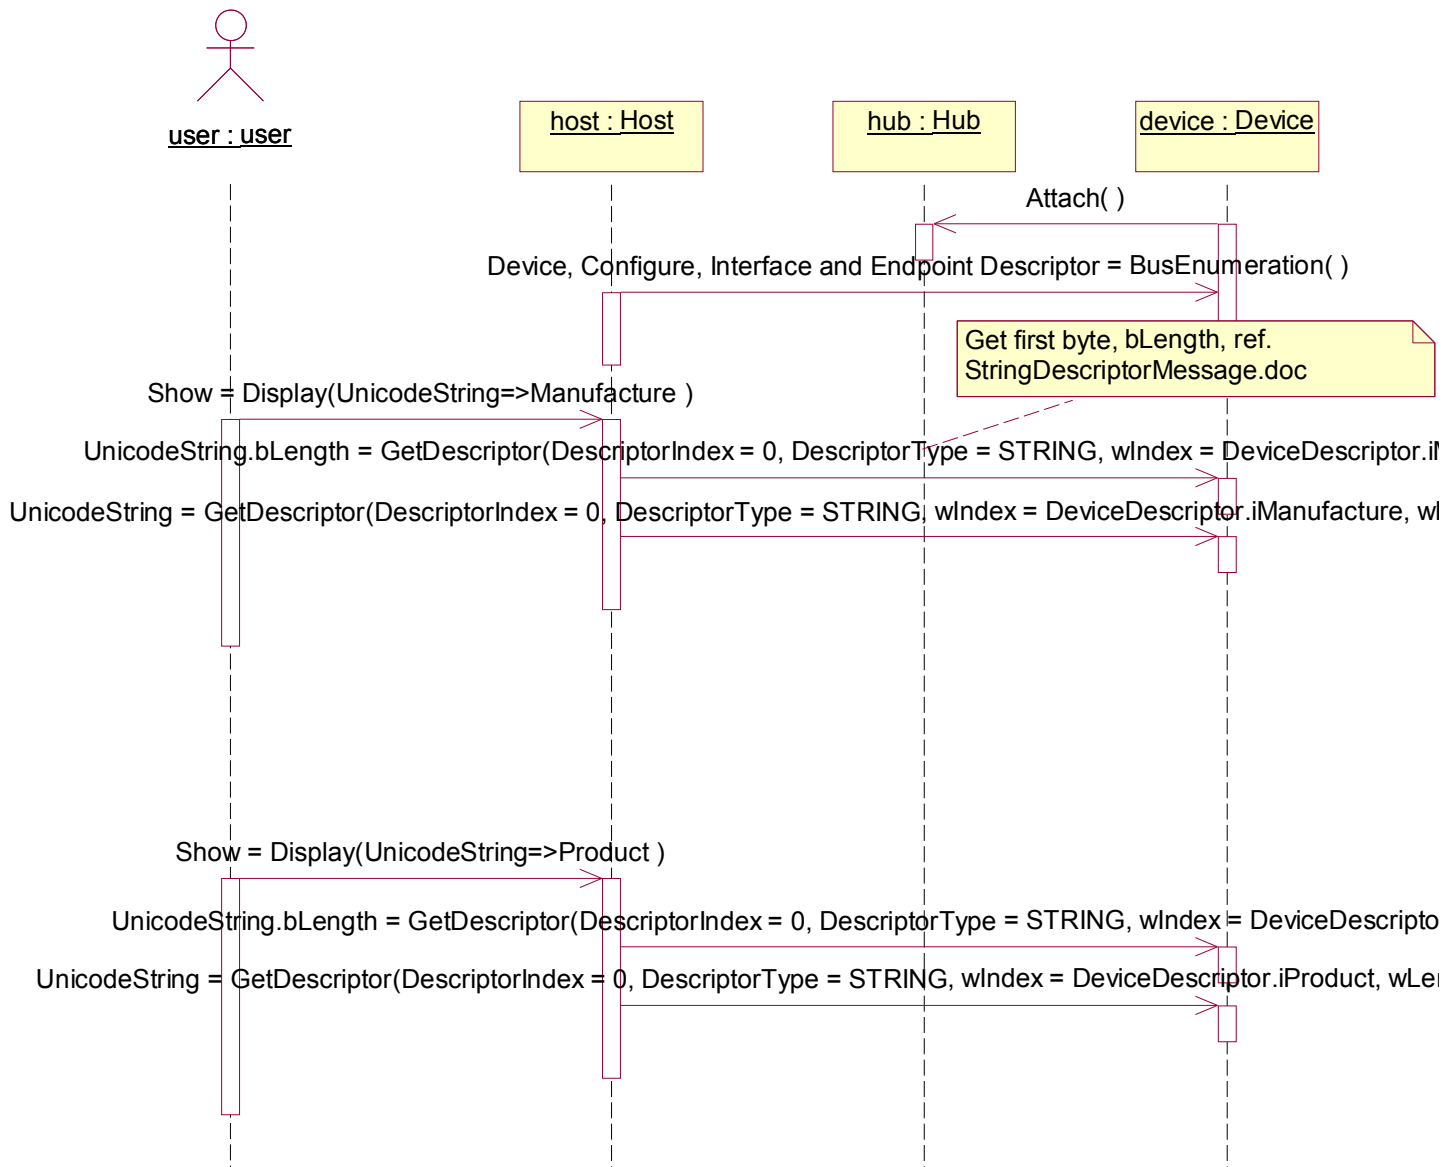 user : user
host : Host
hub : Hub
device : Device
Attach( )
Device, Configure, Interface and Endpoint Descriptor = BusEnumeration( )
Get first byte, bLength, ref.
StringDescriptorMessage.doc
Show = Display(UnicodeString=>Manufacture )
UnicodeString.bLength = GetDescriptor(DescriptorIndex = 0, DescriptorType = STRING, wIndex = DeviceDescriptor.iM
UnicodeString = GetDescriptor(DescriptorIndex = 0, DescriptorType = STRING, wIndex = DeviceDescriptor.iManufacture, wL
Show = Display(UnicodeString=>Product )
UnicodeString.bLength = GetDescriptor(DescriptorIndex = 0, DescriptorType = STRING, wIndex = DeviceDescripto
UnicodeString = GetDescriptor(DescriptorIndex = 0, DescriptorType = STRING, wIndex = DeviceDescriptor.iProduct, wLen